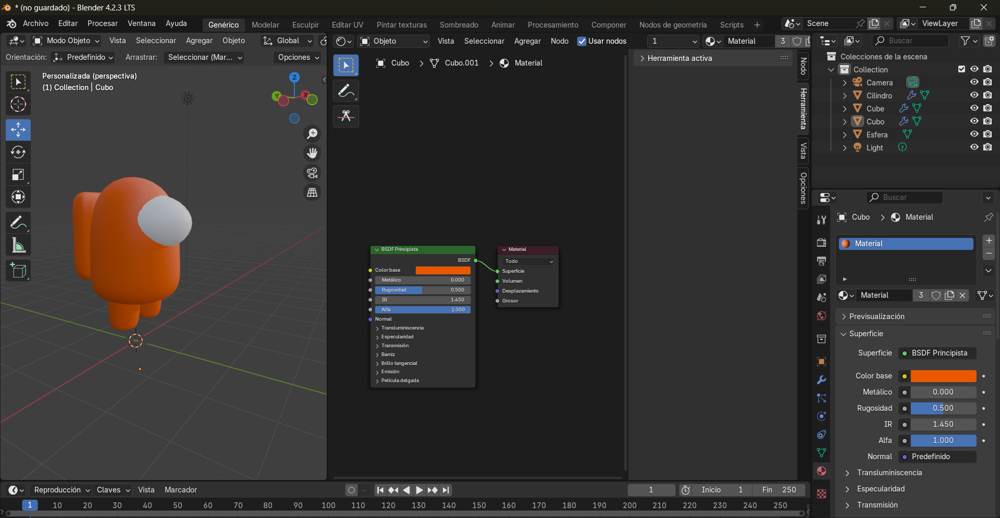 * (no guardado) - Blender 4.2.3 LTS
Archivo Editar Procesar Ventana Ayuda
Genérico Modelar Esculpir Editar UV Pintar texturas Sombreado Animar Procesamiento Componer Nodos de geometría Scripts +
Scene
ViewLayer
Modo Objeto Vista Seleccionar Agregar Objeto Global
Orientación: Predefinido Arrastrar: Seleccionar (Mar... Opciones
Personalizada (perspectiva)
(1) Collection | Cubo
Z
Y
X
Objeto Vista Seleccionar Agregar Nodo Usar nodos 1 Material 3
Cubo > Cubo.001 > Material
BSDF Principista
BSDF
Color base
Metálico 0.000
Rugosidad 0.500
IR 1.450
Alfa 1.000
Normal
Transluminiscencia
Especularidad
Transmisión
Barniz
Brillo tangencial
Emisión
Película delgada
Material
Todo
Superficie
Volumen
Desplazamiento
Grosor
Herramienta activa
Nodo
Herramienta
Vista
Opciones
Buscar
Colecciones de la escena
Collection
Camera
Cilindro
Cube
Cubo
Esfera
Light
Buscar
Cubo > Material
Material
Material 3
Previsualización
Superficie
Superficie BSDF Principista
Color base
Metálico 0.000
Rugosidad 0.500
IR 1.450
Alfa 1.000
Normal Predefinido
Transluminiscencia
Especularidad
Transmisión
Reproducción Claves Vista Marcador
1 Inicio 1 Fin 250
1 10 20 30 40 50 60 70 80 90 100 110 120 130 140 150 160 170 180 190 200 210 220 230 240 250